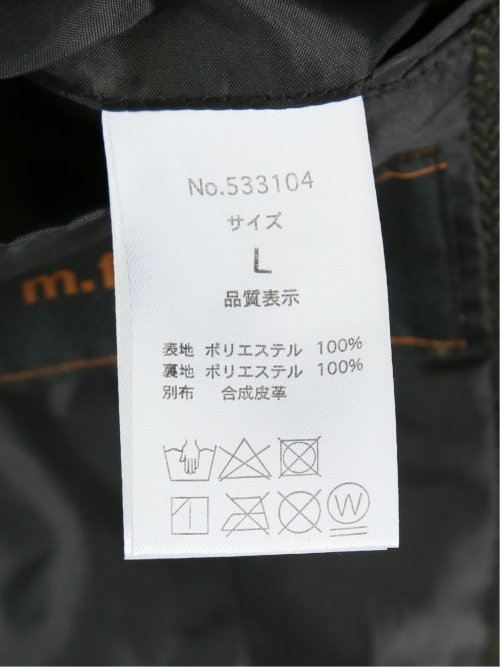 No.533104
サイズ
L
品質表示
表地 ポリエステル 100%
裏地 ポリエステル 100%
別布 合成皮革
W
m.f